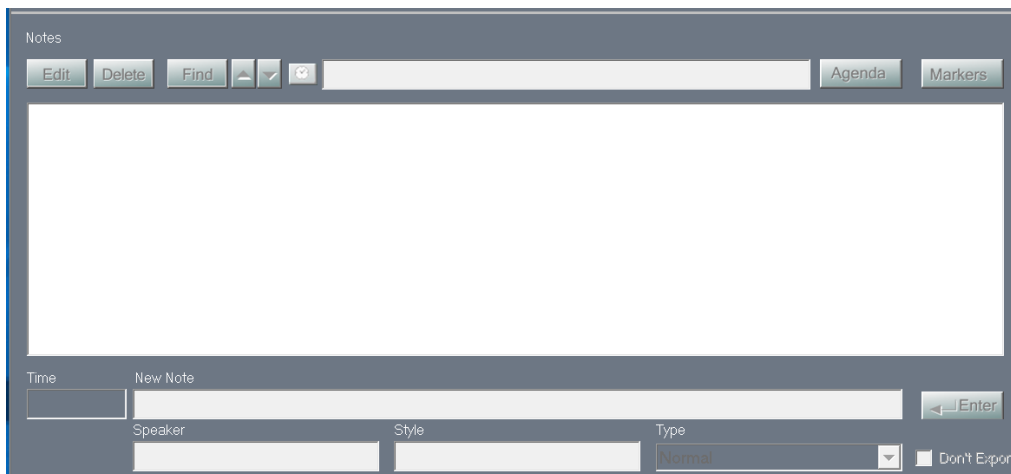 Notes
Edit Delete Find Agenda Markers
Time New Note
Enter
Speaker Style Type
Normal Don't Expor